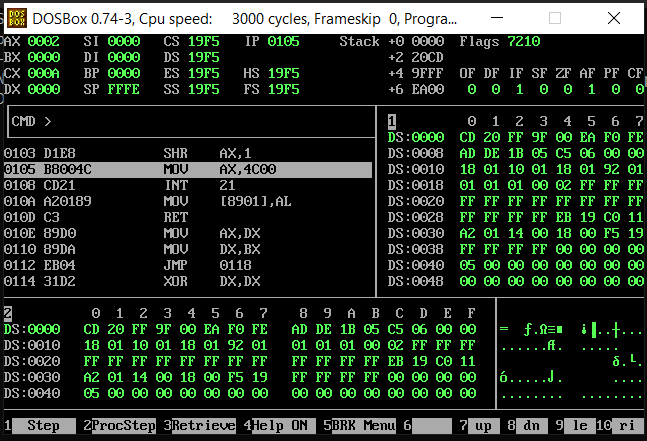 DOSBox 0.74-3, Cpu speed: 3000 cycles, Frameskip 0, Progra...
AX 0002 SI 0000 CS 19F5 IP 0105 Stack +0 0000 Flags 7210
BX 0000 DI 0000 DS 19F5 +2 20CD
CX 000A BP 0000 ES 19F5 HS 19F5 +4 9FFF OF DF IF SF ZF AF PF CF
DX 0000 SP FFFE SS 19F5 FS 19F5 +6 EA00 0 0 1 0 0 1 0 0
CMD >
0103 D1E8 SHR AX,1
0105 B8004C MOV AX,4C00
0108 CD21 INT 21
010A A20189 MOV [8901],AL
010D C3 RET
010E 89D0 MOV AX,DX
0110 89DA MOV DX,BX
0112 EB04 JMP 0118
0114 31D2 XOR DX,DX
1 0 1 2 3 4 5 6 7
DS:0000 CD 20 FF 9F 00 EA F0 FE
DS:0008 AD DE 1B 05 C5 06 00 00
DS:0010 18 01 10 01 18 01 92 01
DS:0018 01 01 01 00 02 FF FF FF
DS:0020 FF FF FF FF FF FF FF FF
DS:0028 FF FF FF FF EB 19 C0 11
DS:0030 A2 01 14 00 18 00 F5 19
DS:0038 FF FF FF FF 00 00 00 00
DS:0040 05 00 00 00 00 00 00 00
DS:0048 00 00 00 00 00 00 00 00
2 0 1 2 3 4 5 6 7 8 9 A B C D E F
DS:0000 CD 20 FF 9F 00 EA F0 FE AD DE 1B 05 C5 06 00 00
DS:0010 18 01 10 01 18 01 92 01 01 01 01 00 02 FF FF FF
DS:0020 FF FF FF FF FF FF FF FF FF FF FF FF EB 19 C0 11
DS:0030 A2 01 14 00 18 00 F5 19 FF FF FF FF 00 00 00 00
DS:0040 05 00 00 00 00 00 00 00 00 00 00 00 00 00 00 00
= ƒ.Ω≡■ ¡▐..┼...
......ff. .....
δ.└.
ó.....J. ....
................
1 Step 2ProcStep 3Retrieve 4Help ON 5BRK Menu 6 7 up 8 dn 9 le 10 ri